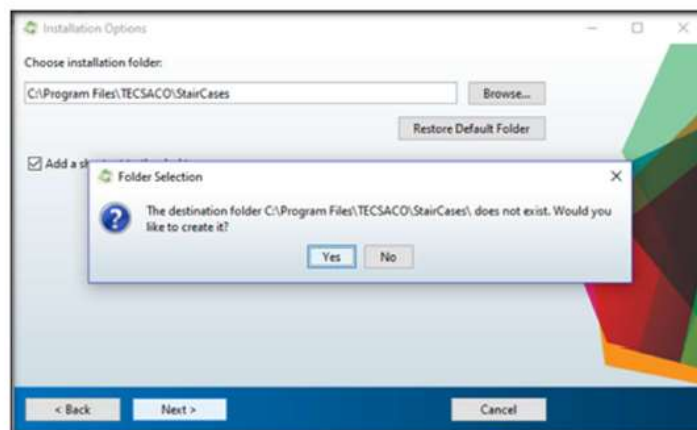 Installation Options
Choose installation folder:
C:\Program Files\TECSACO\StairCases
Browse...
Restore Default Folder
Add a
Folder Selection
The destination folder C:\Program Files\TECSACO\StairCases\ does not exist. Would you
like to create it?
Yes No
< Back Next > Cancel